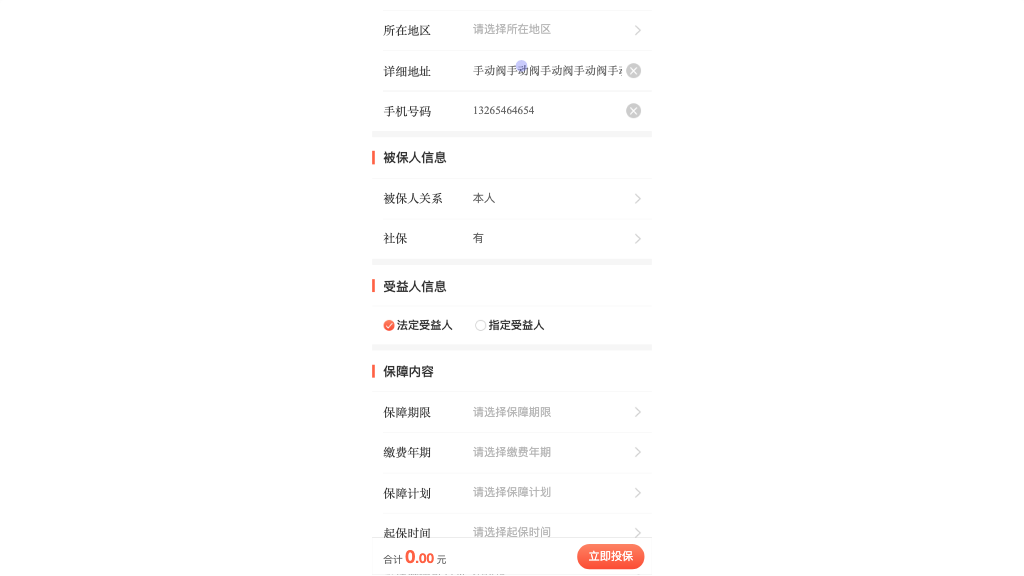 所在地区 请选择所在地区
详细地址 手动阀手动阀手动阀手动阀手动
手机号码 13265464654
被保人信息
被保人关系 本人
社保 有
受益人信息
法定受益人 指定受益人
保障内容
保障期限 请选择保障期限
缴费年期 请选择缴费年期
保障计划 请选择保障计划
起保时间 请选择起保时间
合计 0.00 元 立即投保